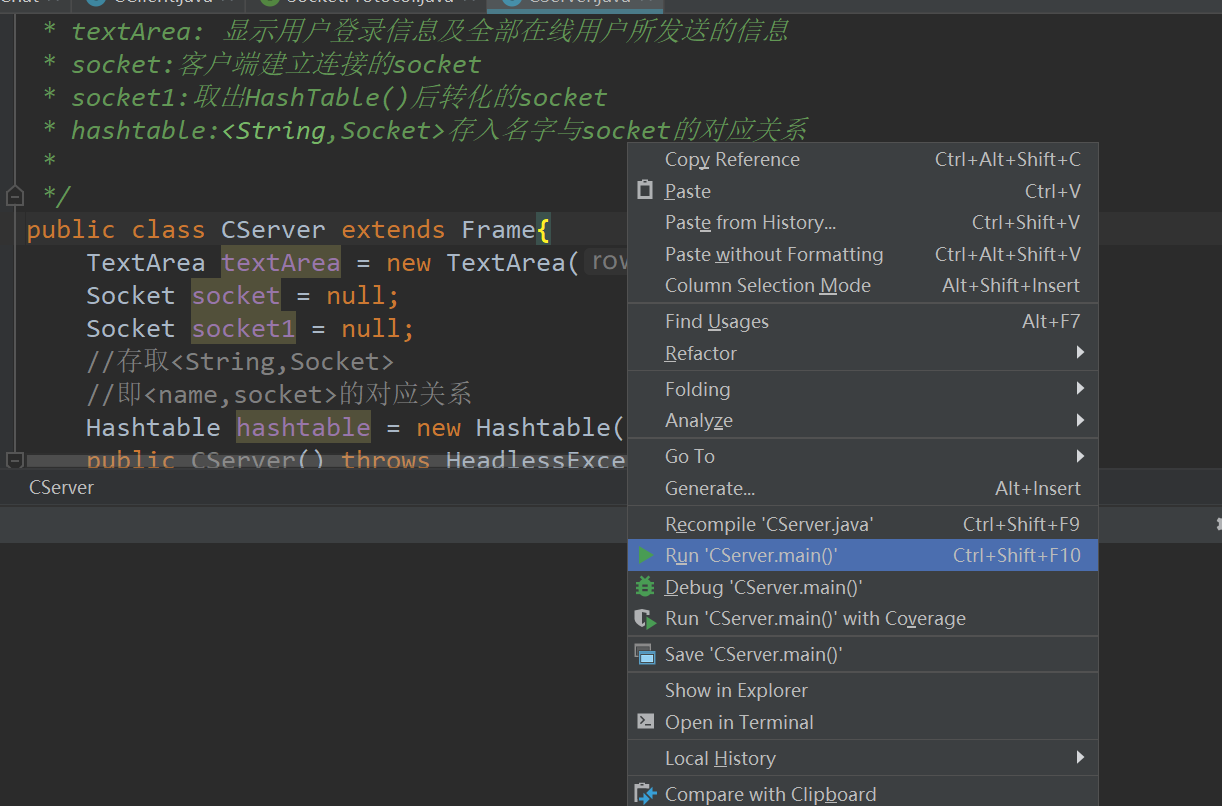 CClient.java SocketProtocol.java CServer.java
* textArea: 显示用户登录信息及全部在线用户所发送的信息
* socket:客户端建立连接的socket
* socket1:取出HashTable()后转化的socket
* hashtable:<String,Socket>存入名字与socket的对应关系
*
*/
public class CServer extends Frame{
TextArea textArea = new TextArea( row
Socket socket = null;
Socket socket1 = null;
//存取<String,Socket>
//即<name,socket>的对应关系
Hashtable hashtable = new Hashtable(
public CServer() throws HeadlessExce
CServer
Copy Reference Ctrl+Alt+Shift+C
Paste Ctrl+V
Paste from History... Ctrl+Shift+V
Paste without Formatting Ctrl+Alt+Shift+V
Column Selection Mode Alt+Shift+Insert
Find Usages Alt+F7
Refactor
Folding
Analyze
Go To
Generate... Alt+Insert
Recompile 'CServer.java' Ctrl+Shift+F9
Run 'CServer.main()' Ctrl+Shift+F10
Debug 'CServer.main()'
Run 'CServer.main()' with Coverage
Save 'CServer.main()'
Show in Explorer
Open in Terminal
Local History
Compare with Clipboard